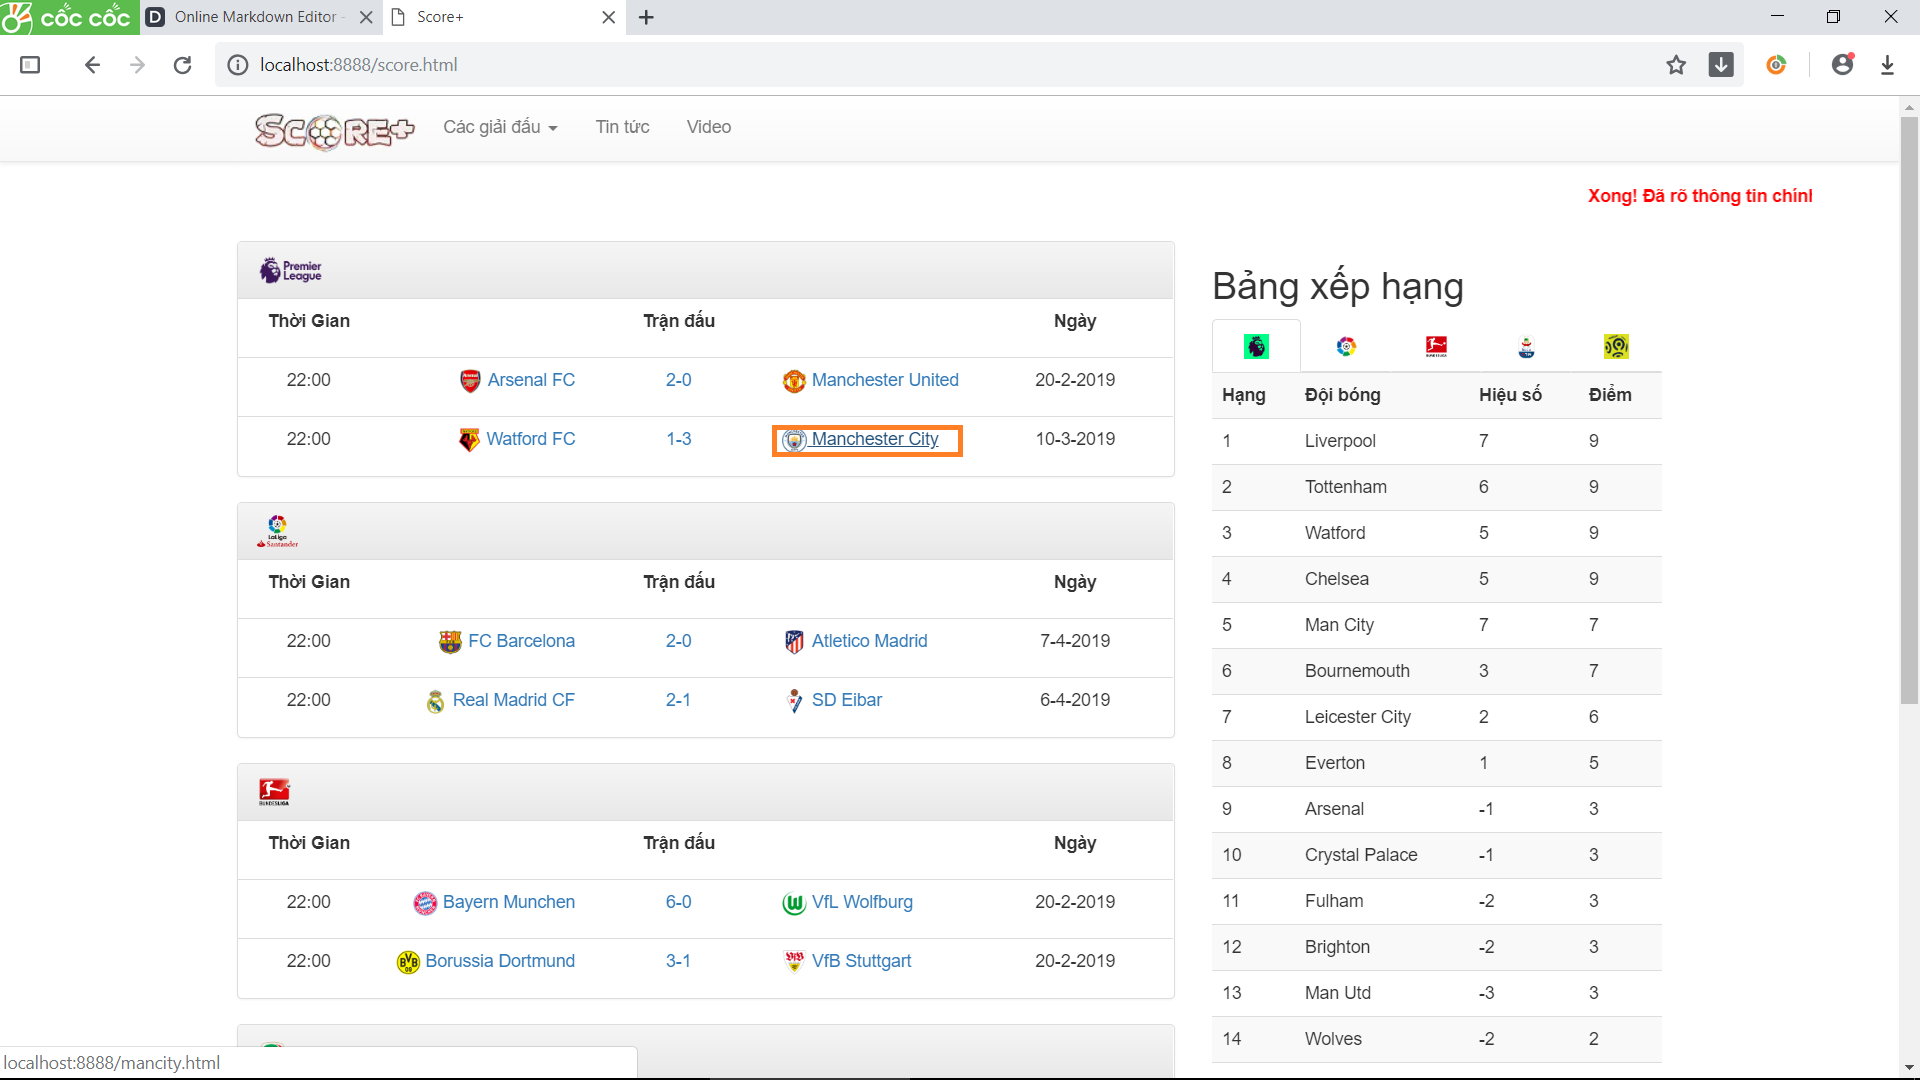 cốc cốc
Online Markdown Editor -
Score+
localhost:8888/score.html
SCORE+
Các giải đấu
Tin tức
Video
Xong! Đã rõ thông tin chính
Premier League
Thời Gian Trận đấu Ngày
22:00 Arsenal FC 2-0 Manchester United 20-2-2019
22:00 Watford FC 1-3 Manchester City 10-3-2019
LaLiga
Santander
Thời Gian Trận đấu Ngày
22:00 FC Barcelona 2-0 Atletico Madrid 7-4-2019
22:00 Real Madrid CF 2-1 SD Eibar 6-4-2019
BUNDESLIGA
Thời Gian Trận đấu Ngày
22:00 Bayern Munchen 6-0 VfL Wolfburg 20-2-2019
22:00 Borussia Dortmund 3-1 VfB Stuttgart 20-2-2019
Bảng xếp hạng
Hạng Đội bóng Hiệu số Điểm
1 Liverpool 7 9
2 Tottenham 6 9
3 Watford 5 9
4 Chelsea 5 9
5 Man City 7 7
6 Bournemouth 3 7
7 Leicester City 2 6
8 Everton 1 5
9 Arsenal -1 3
10 Crystal Palace -1 3
11 Fulham -2 3
12 Brighton -2 3
13 Man Utd -3 3
14 Wolves -2 2
localhost:8888/mancity.html